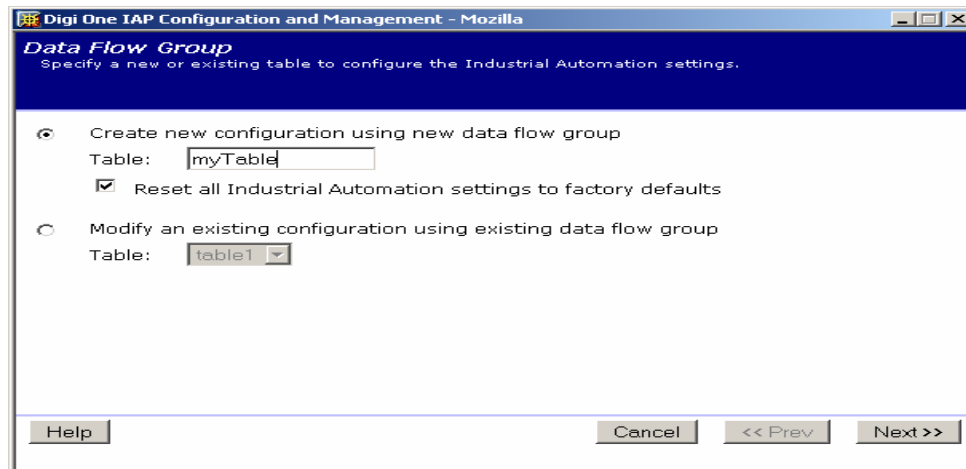 Digi One IAP Configuration and Management - Mozilla
Data Flow Group
Specify a new or existing table to configure the Industrial Automation settings.
Create new configuration using new data flow group
Table: myTable
Reset all Industrial Automation settings to factory defaults
Modify an existing configuration using existing data flow group
Table: table1
Help Cancel << Prev Next >>